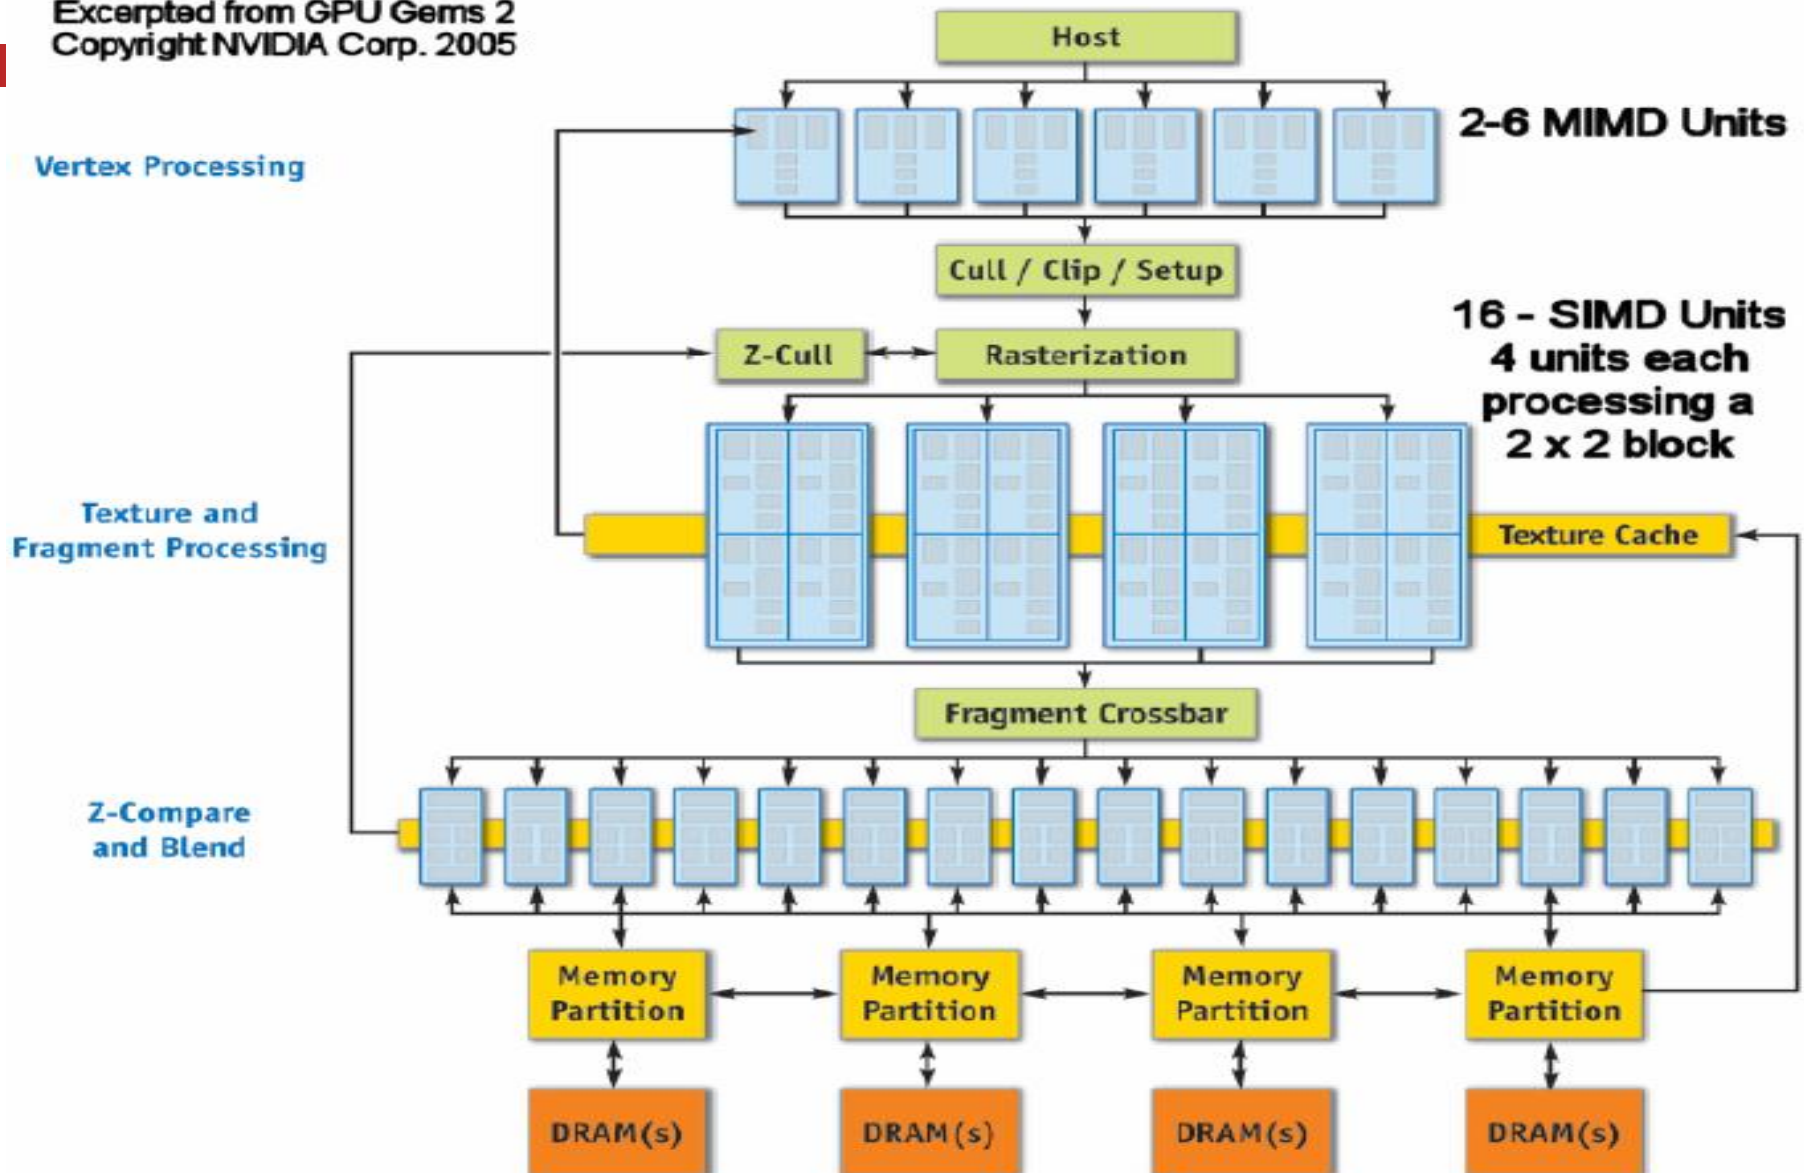 Excerpted from GPU Gems 2
Copyright NVIDIA Corp. 2005
Host
2-6 MIMD Units
Vertex Processing
Cull / Clip / Setup
16 - SIMD Units
4 units each
processing a
2 x 2 block
Z-Cull
Rasterization
Texture and
Fragment Processing
Texture Cache
Fragment Crossbar
Z-Compare
and Blend
Memory
Partition
Memory
Partition
Memory
Partition
Memory
Partition
DRAM(s)
DRAM(s)
DRAM(s)
DRAM(s)